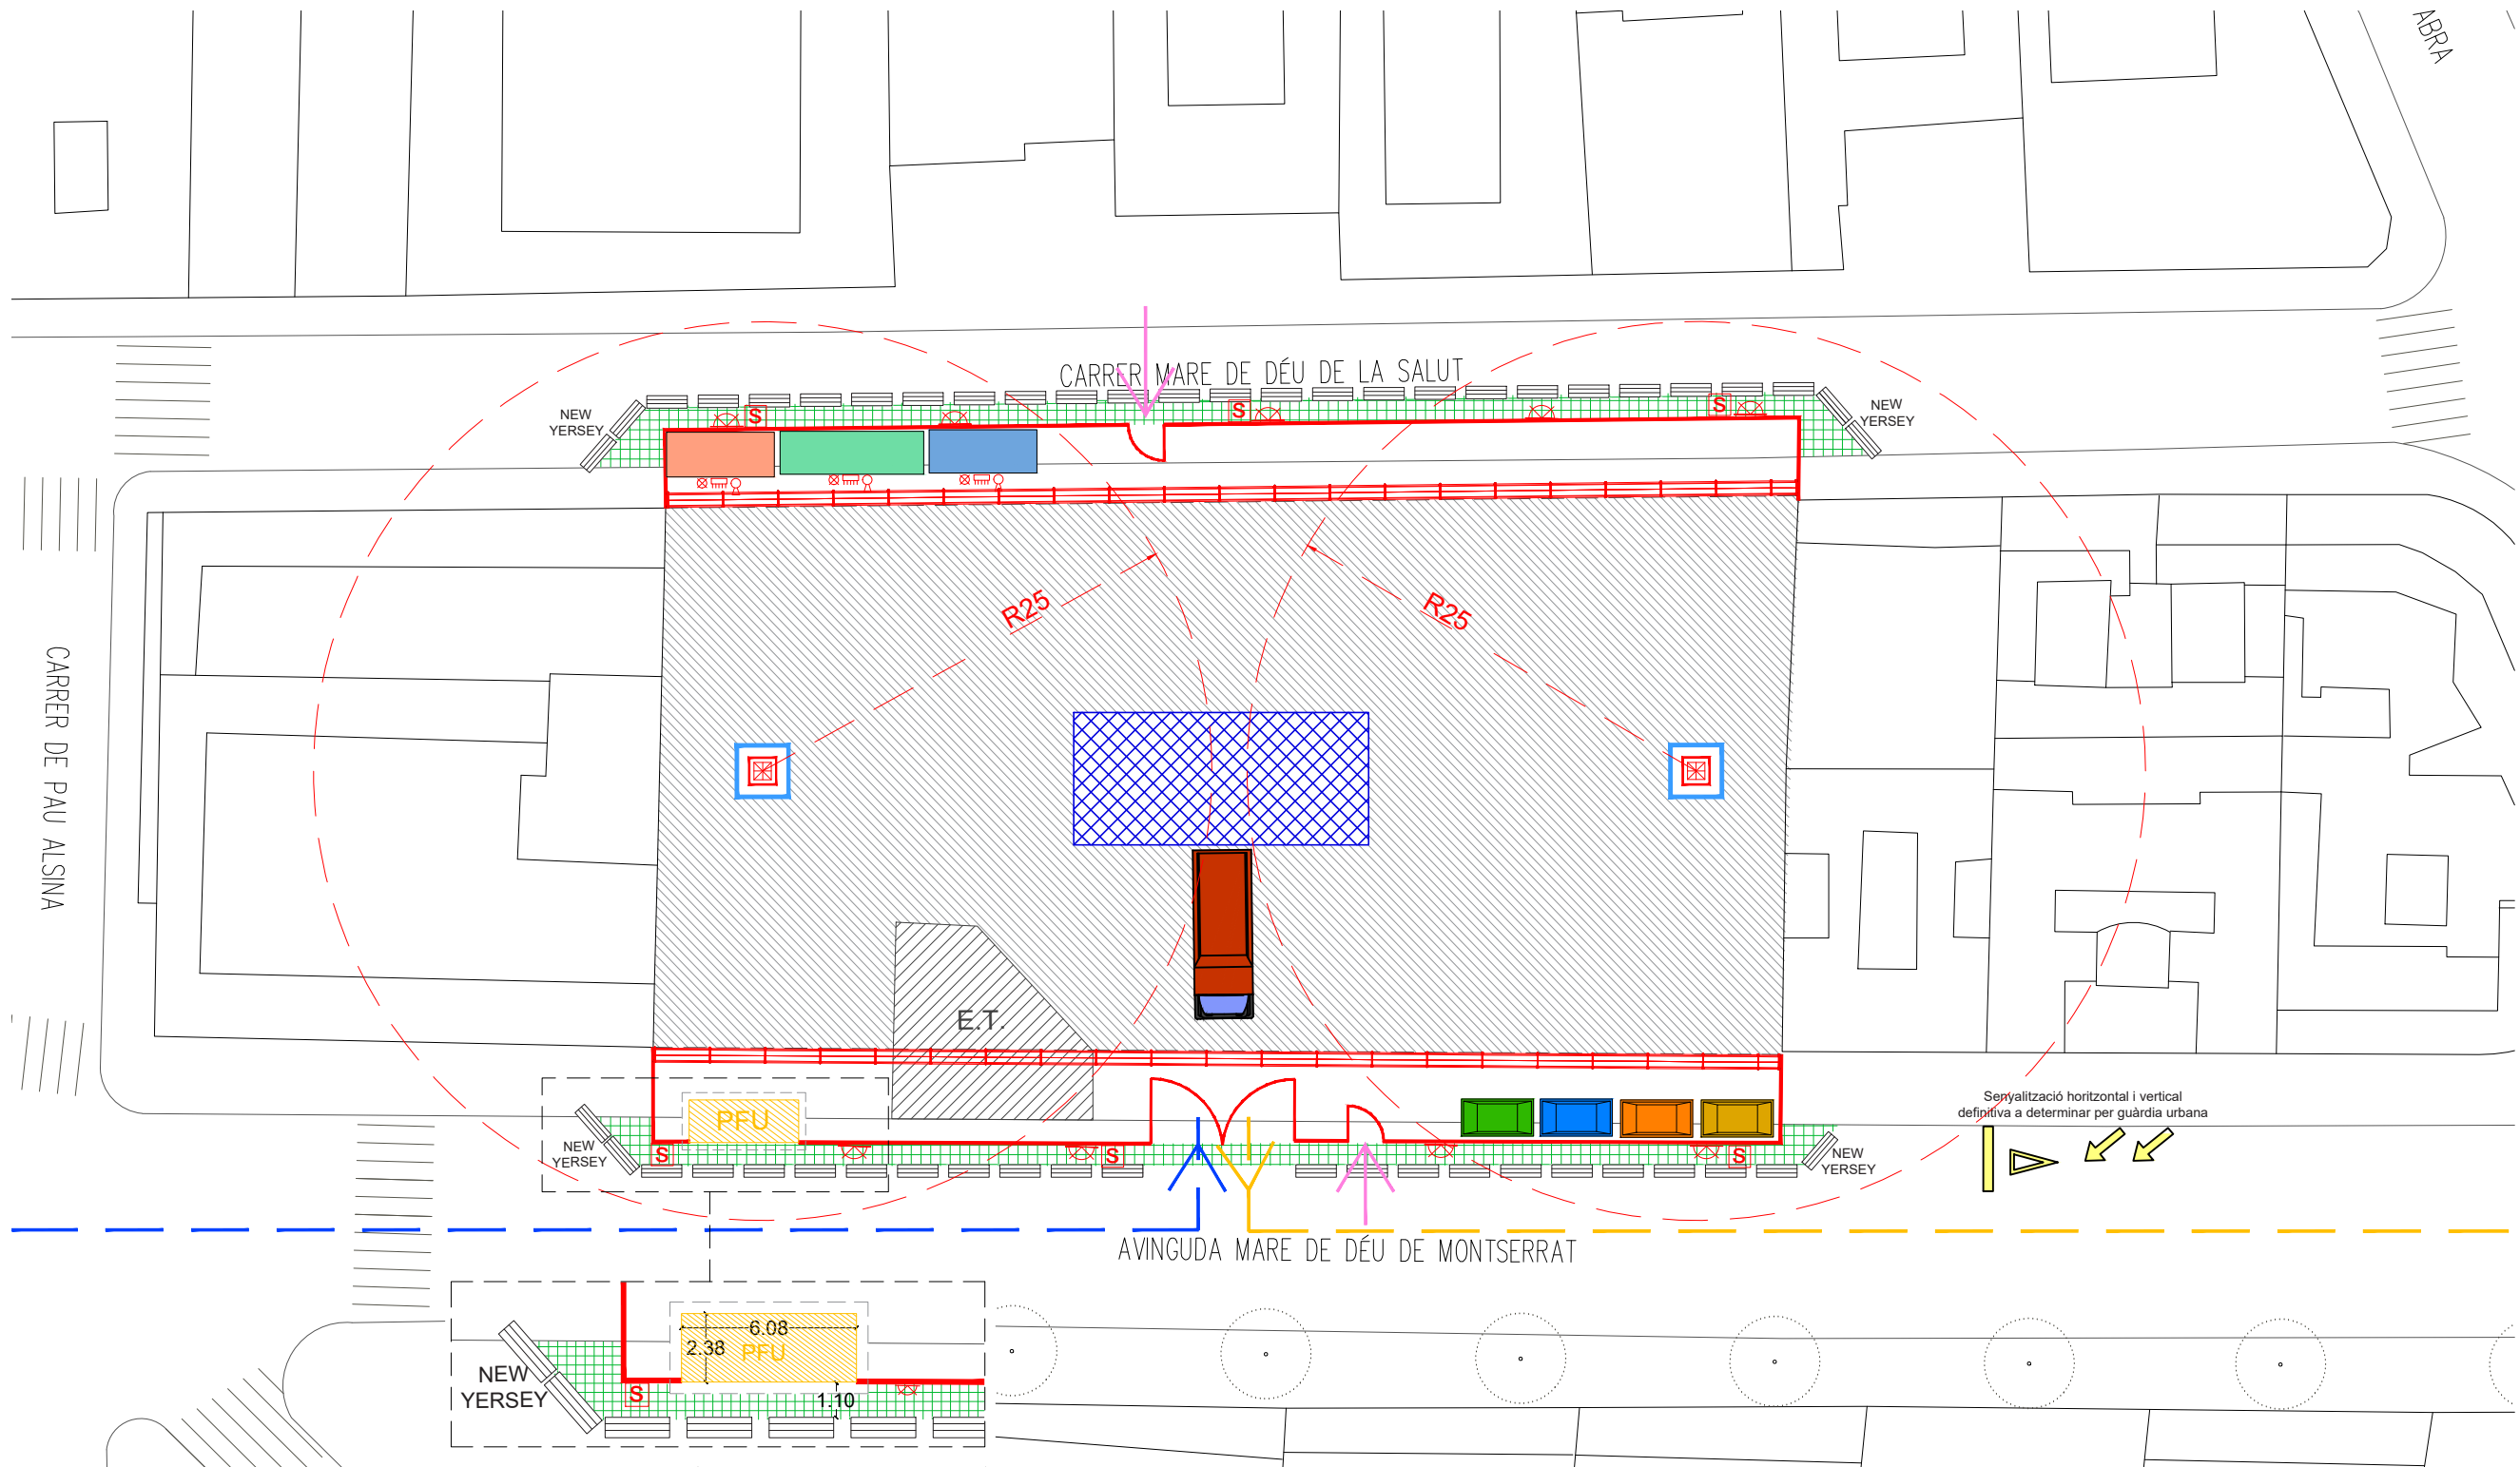 ABRA
CARRER MARE DE DÉU DE LA SALUT
NEW
YERSEY
S
S
S
NEW
YERSEY
R25
R25
CARRER DE PAU ALSINA
E.T.
PFU
NEW
YERSEY
S
S
S
NEW
YERSEY
Senyalització horitzontal i vertical
definitiva a determinar per guàrdia urbana
AVINGUDA MARE DE DÉU DE MONTSERRAT
6.08
2.38
PFU
NEW
YERSEY
S
1.10